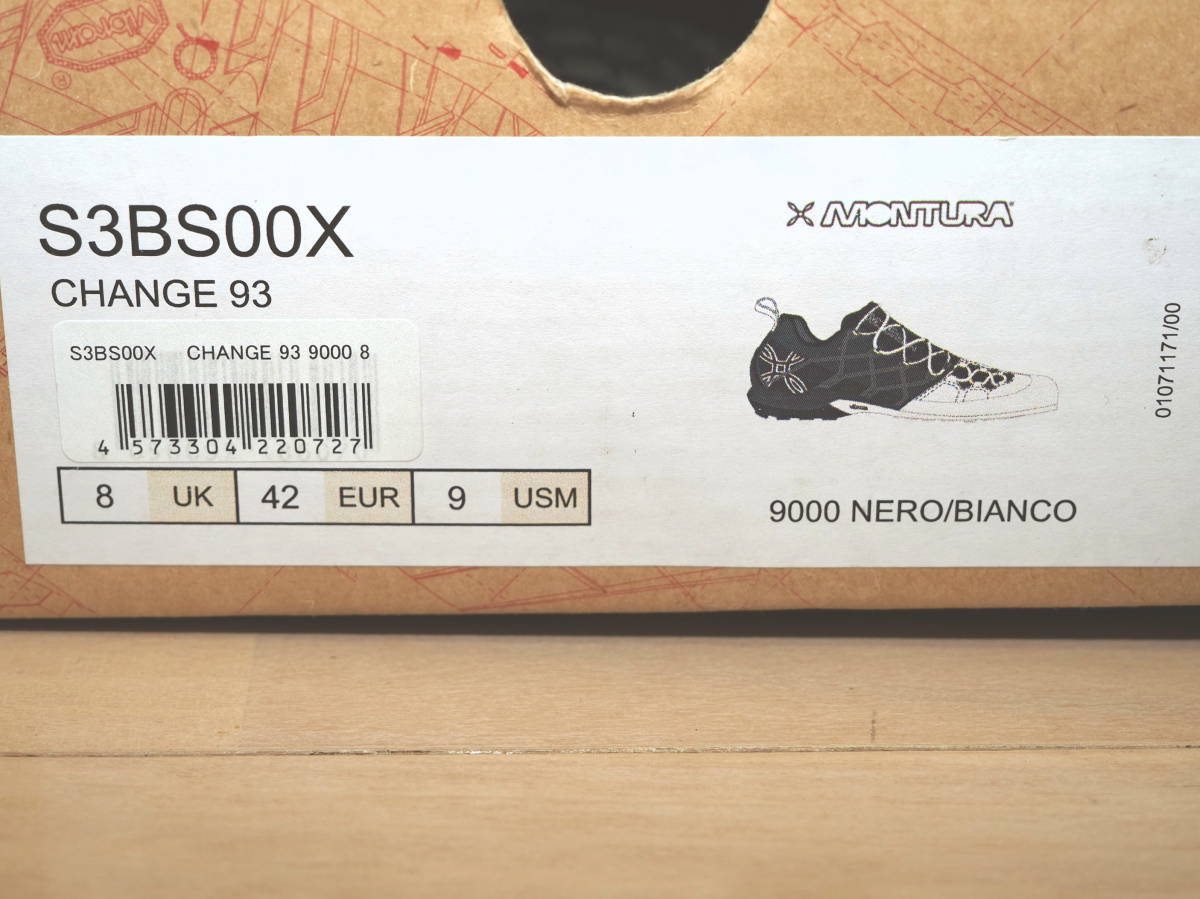 vibram®
S3BS00X
CHANGE 93
S3BS00X CHANGE 93 9000 8
4 573304 220727
8 UK 42 EUR 9 USM
MONTURA
9000 NERO/BIANCO
01071171/00